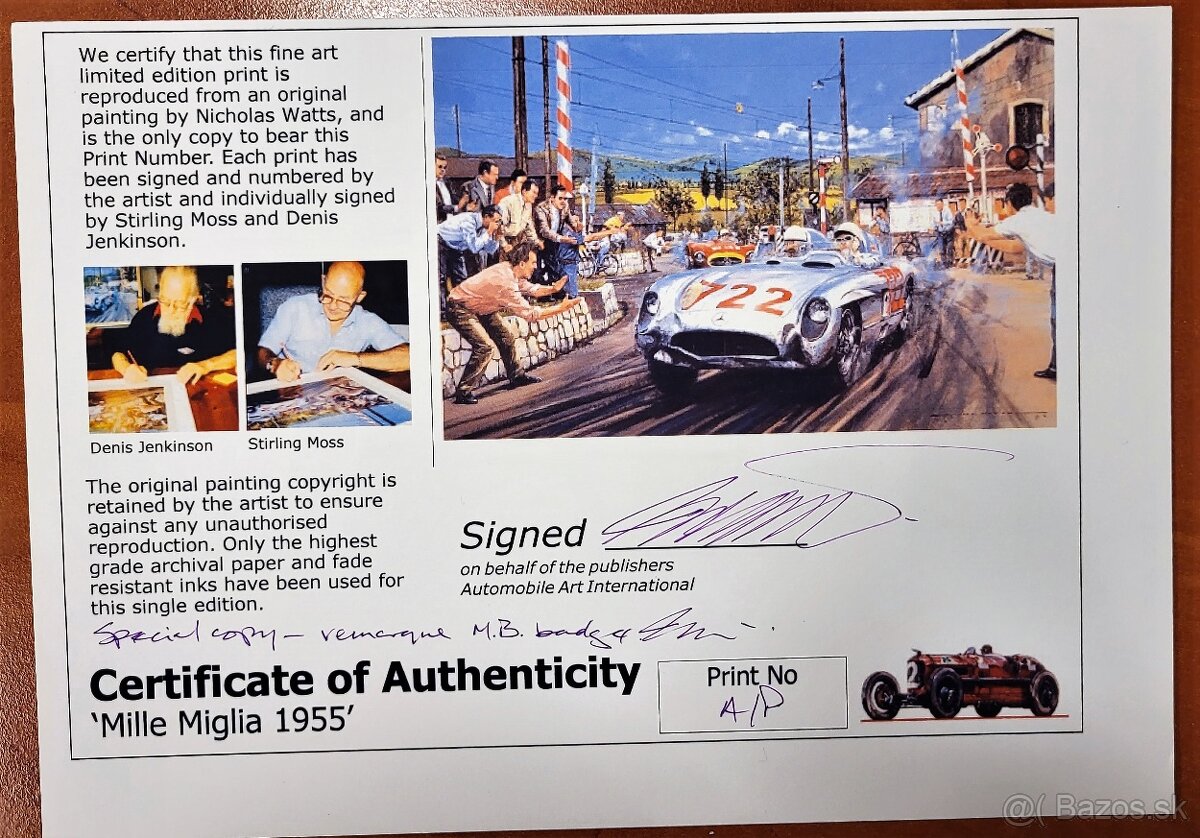 We certify that this fine art
limited edition print is
reproduced from an original
painting by Nicholas Watts, and
is the only copy to bear this
Print Number. Each print has
been signed and numbered by
the artist and individually signed
by Stirling Moss and Denis
Jenkinson.
Denis Jenkinson
Stirling Moss
The original painting copyright is
retained by the artist to ensure
against any unauthorised
reproduction. Only the highest
grade archival paper and fade
resistant inks have been used for
this single edition.
722
Signed
on behalf of the publishers
Automobile Art International
Special copy – remarque M.B. badge
Certificate of Authenticity
‘Mille Miglia 1955’
Print No
A/P
2
@( Bazos.sk